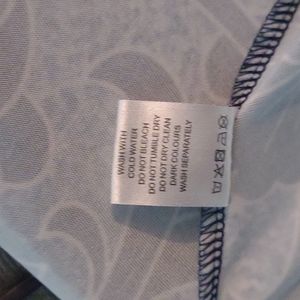 WASH WITH
COLD WATER
DO NOT BLEACH
DO NOT TUMBLE DRY
DO NOT DRY CLEAN
DARK COLOURS
WASH SEPARATELY